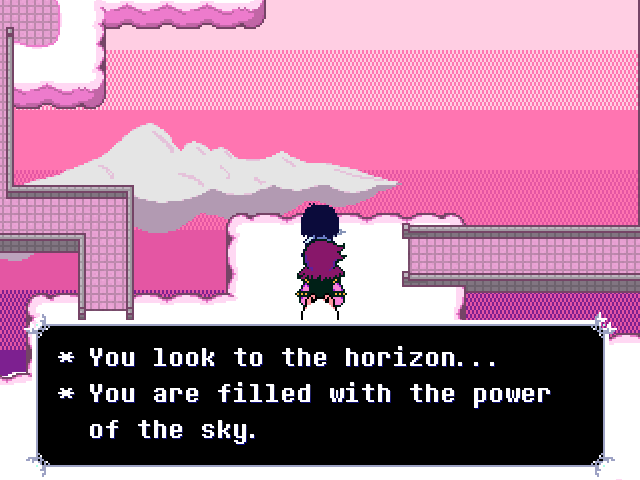 * You look to the horizon...
* You are filled with the power
of the sky.